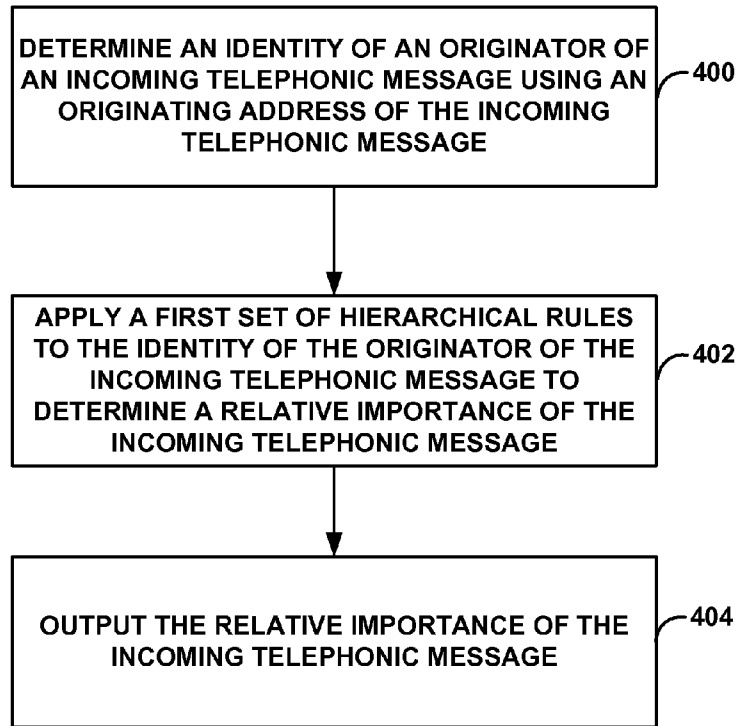 DETERMINE AN IDENTITY OF AN ORIGINATOR OF
AN INCOMING TELEPHONIC MESSAGE USING AN
ORIGINATING ADDRESS OF THE INCOMING
TELEPHONIC MESSAGE
400
APPLY A FIRST SET OF HIERARCHICAL RULES
TO THE IDENTITY OF THE ORIGINATOR OF THE
INCOMING TELEPHONIC MESSAGE TO
DETERMINE A RELATIVE IMPORTANCE OF THE
INCOMING TELEPHONIC MESSAGE
402
OUTPUT THE RELATIVE IMPORTANCE OF THE
INCOMING TELEPHONIC MESSAGE
404